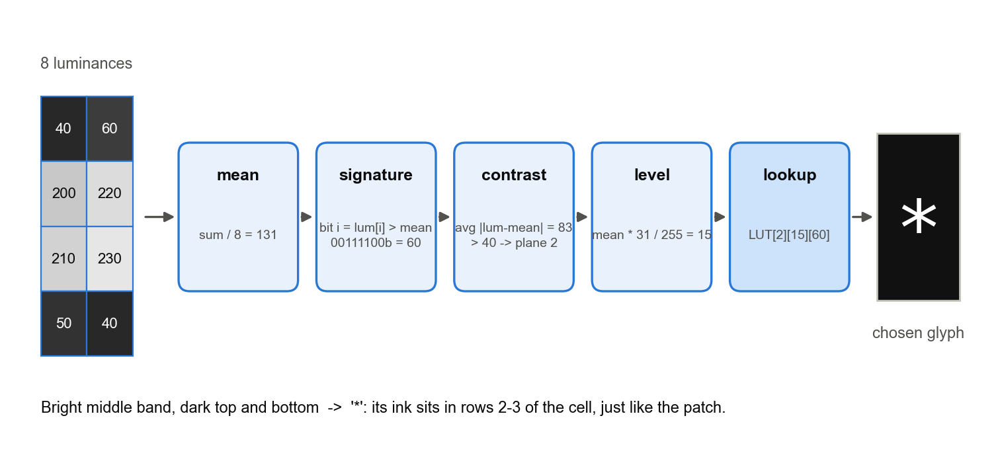 8 luminances
40 60
200 220
210 230
50 40
mean
sum / 8 = 131
signature
bit i = lum[i] > mean
00111100b = 60
contrast
avg |lum-mean| = 83
> 40 -> plane 2
level
mean * 31 / 255 = 15
lookup
LUT[2][15][60]
*
chosen glyph
Bright middle band, dark top and bottom  ->  '*': its ink sits in rows 2-3 of the cell, just like the patch.